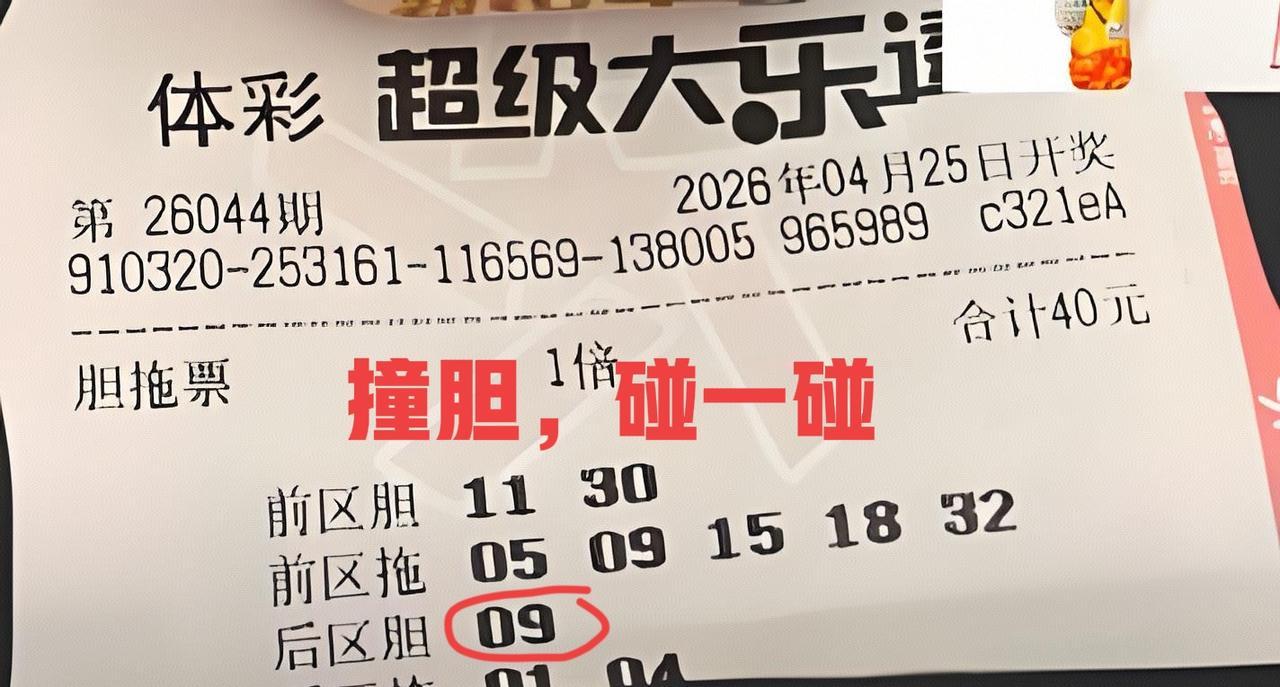 体彩 超级大乐透
第 26044期 2026年04月25日开奖
910320-253161-116569-138005 965989 c321eA
胆拖票 1倍 合计40元
撞胆，碰一碰
前区胆 11 30
前区拖 05 09 15 18 32
后区胆 09
01 04